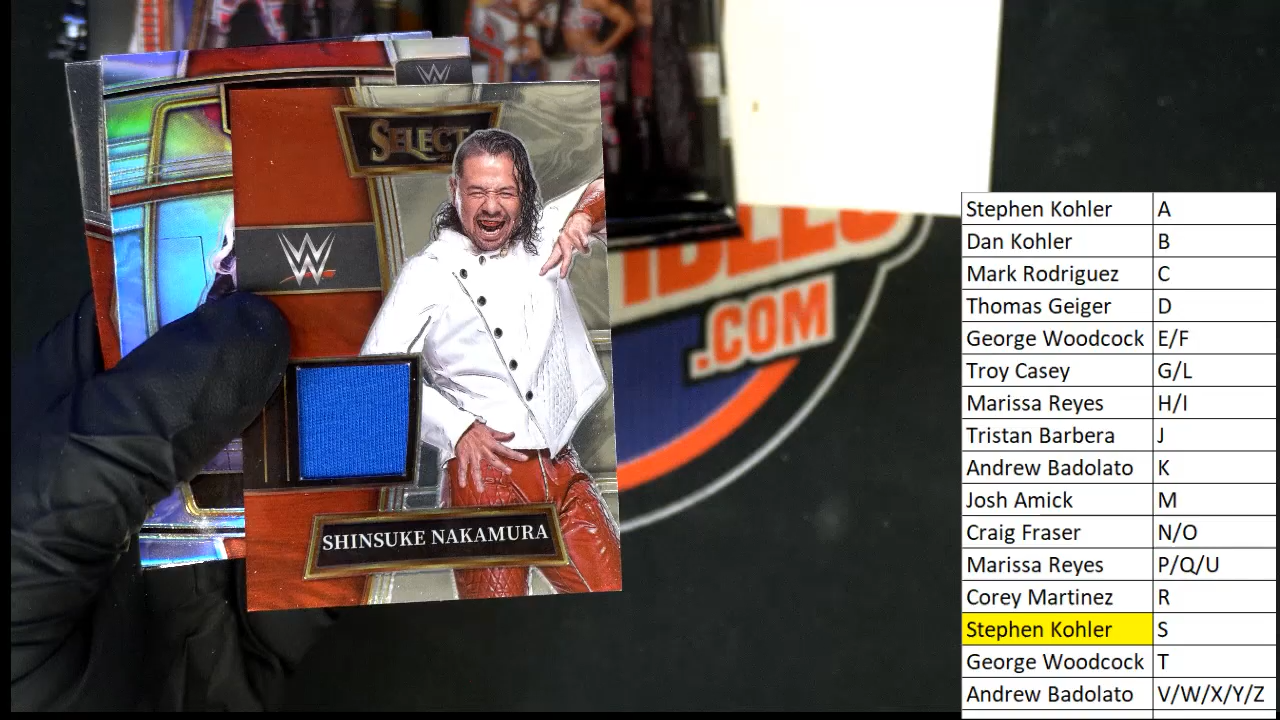 W
SELECT
W
SHINSUKE NAKAMURA
IBLES
.COM
Stephen Kohler A
Dan Kohler B
Mark Rodriguez C
Thomas Geiger D
George Woodcock E/F
Troy Casey G/L
Marissa Reyes H/I
Tristan Barbera J
Andrew Badolato K
Josh Amick M
Craig Fraser N/O
Marissa Reyes P/Q/U
Corey Martinez R
Stephen Kohler S
George Woodcock T
Andrew Badolato V/W/X/Y/Z